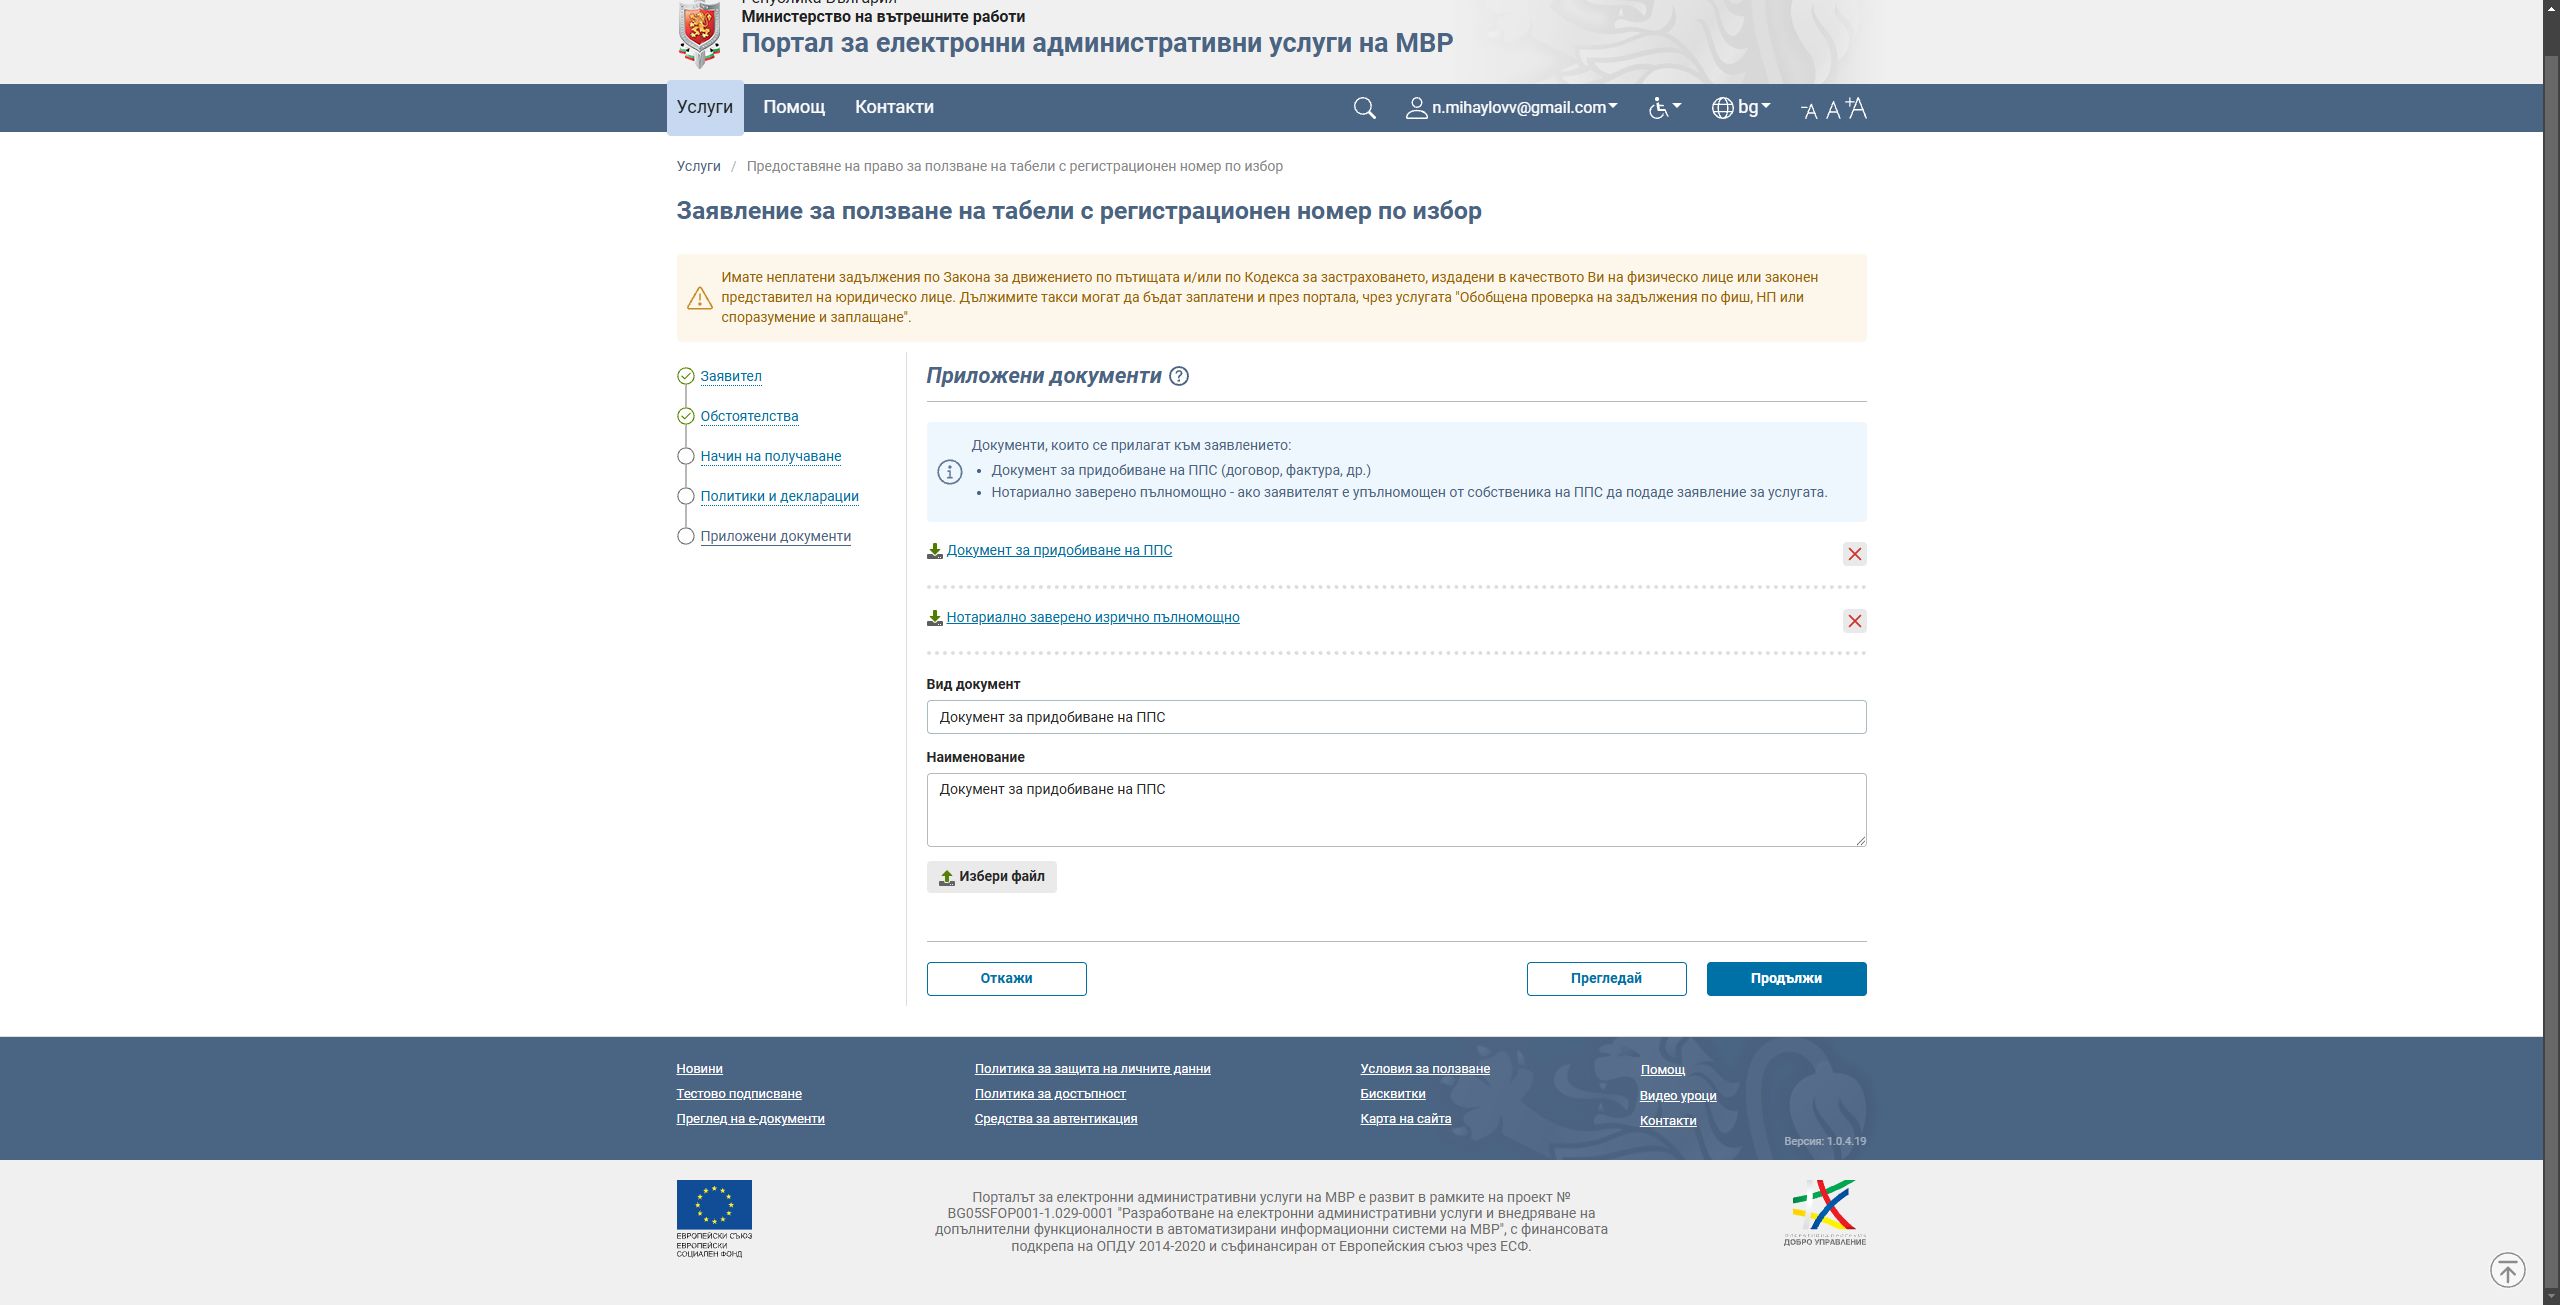 Република България
Министерство на вътрешните работи
Портал за електронни административни услуги на МВР
Услуги Помощ Контакти n.mihaylovv@gmail.com bg -A A +A
Услуги / Предоставяне на право за ползване на табели с регистрационен номер по избор
Заявление за ползване на табели с регистрационен номер по избор
Имате неплатени задължения по Закона за движението по пътищата и/или по Кодекса за застраховането, издадени в качеството Ви на физическо лице или законен
представител на юридическо лице. Дължимите такси могат да бъдат заплатени и през портала, чрез услугата "Обобщена проверка на задължения по фиш, НП или
споразумение и заплащане".
Заявител
Обстоятелства
Начин на получаване
Политики и декларации
Приложени документи
Приложени документи
Документи, които се прилагат към заявлението:
• Документ за придобиване на ППС (договор, фактура, др.)
• Нотариално заверено пълномощно - ако заявителят е упълномощен от собственика на ППС да подаде заявление за услугата.
Документ за придобиване на ППС
Нотариално заверено изрично пълномощно
Вид документ
Документ за придобиване на ППС
Наименование
Документ за придобиване на ППС
Избери файл
Откажи Прегледай Продължи
Новини
Тестово подписване
Преглед на е-документи
Политика за защита на личните данни
Политика за достъпност
Средства за автентикация
Условия за ползване
Бисквитки
Карта на сайта
Помощ
Видео уроци
Контакти
Версия: 1.0.4.19
ЕВРОПЕЙСКИ СЪЮЗ
ЕВРОПЕЙСКИ
СОЦИАЛЕН ФОНД
Порталът за електронни административни услуги на МВР е развит в рамките на проект №
BG05SFOP001-1.029-0001 "Разработване на електронни административни услуги и внедряване на
допълнителни функционалности в автоматизирани информационни системи на МВР", с финансовата
подкрепа на ОПДУ 2014-2020 и съфинансиран от Европейския съюз чрез ЕСФ.
ДОБРО УПРАВЛЕНИЕ